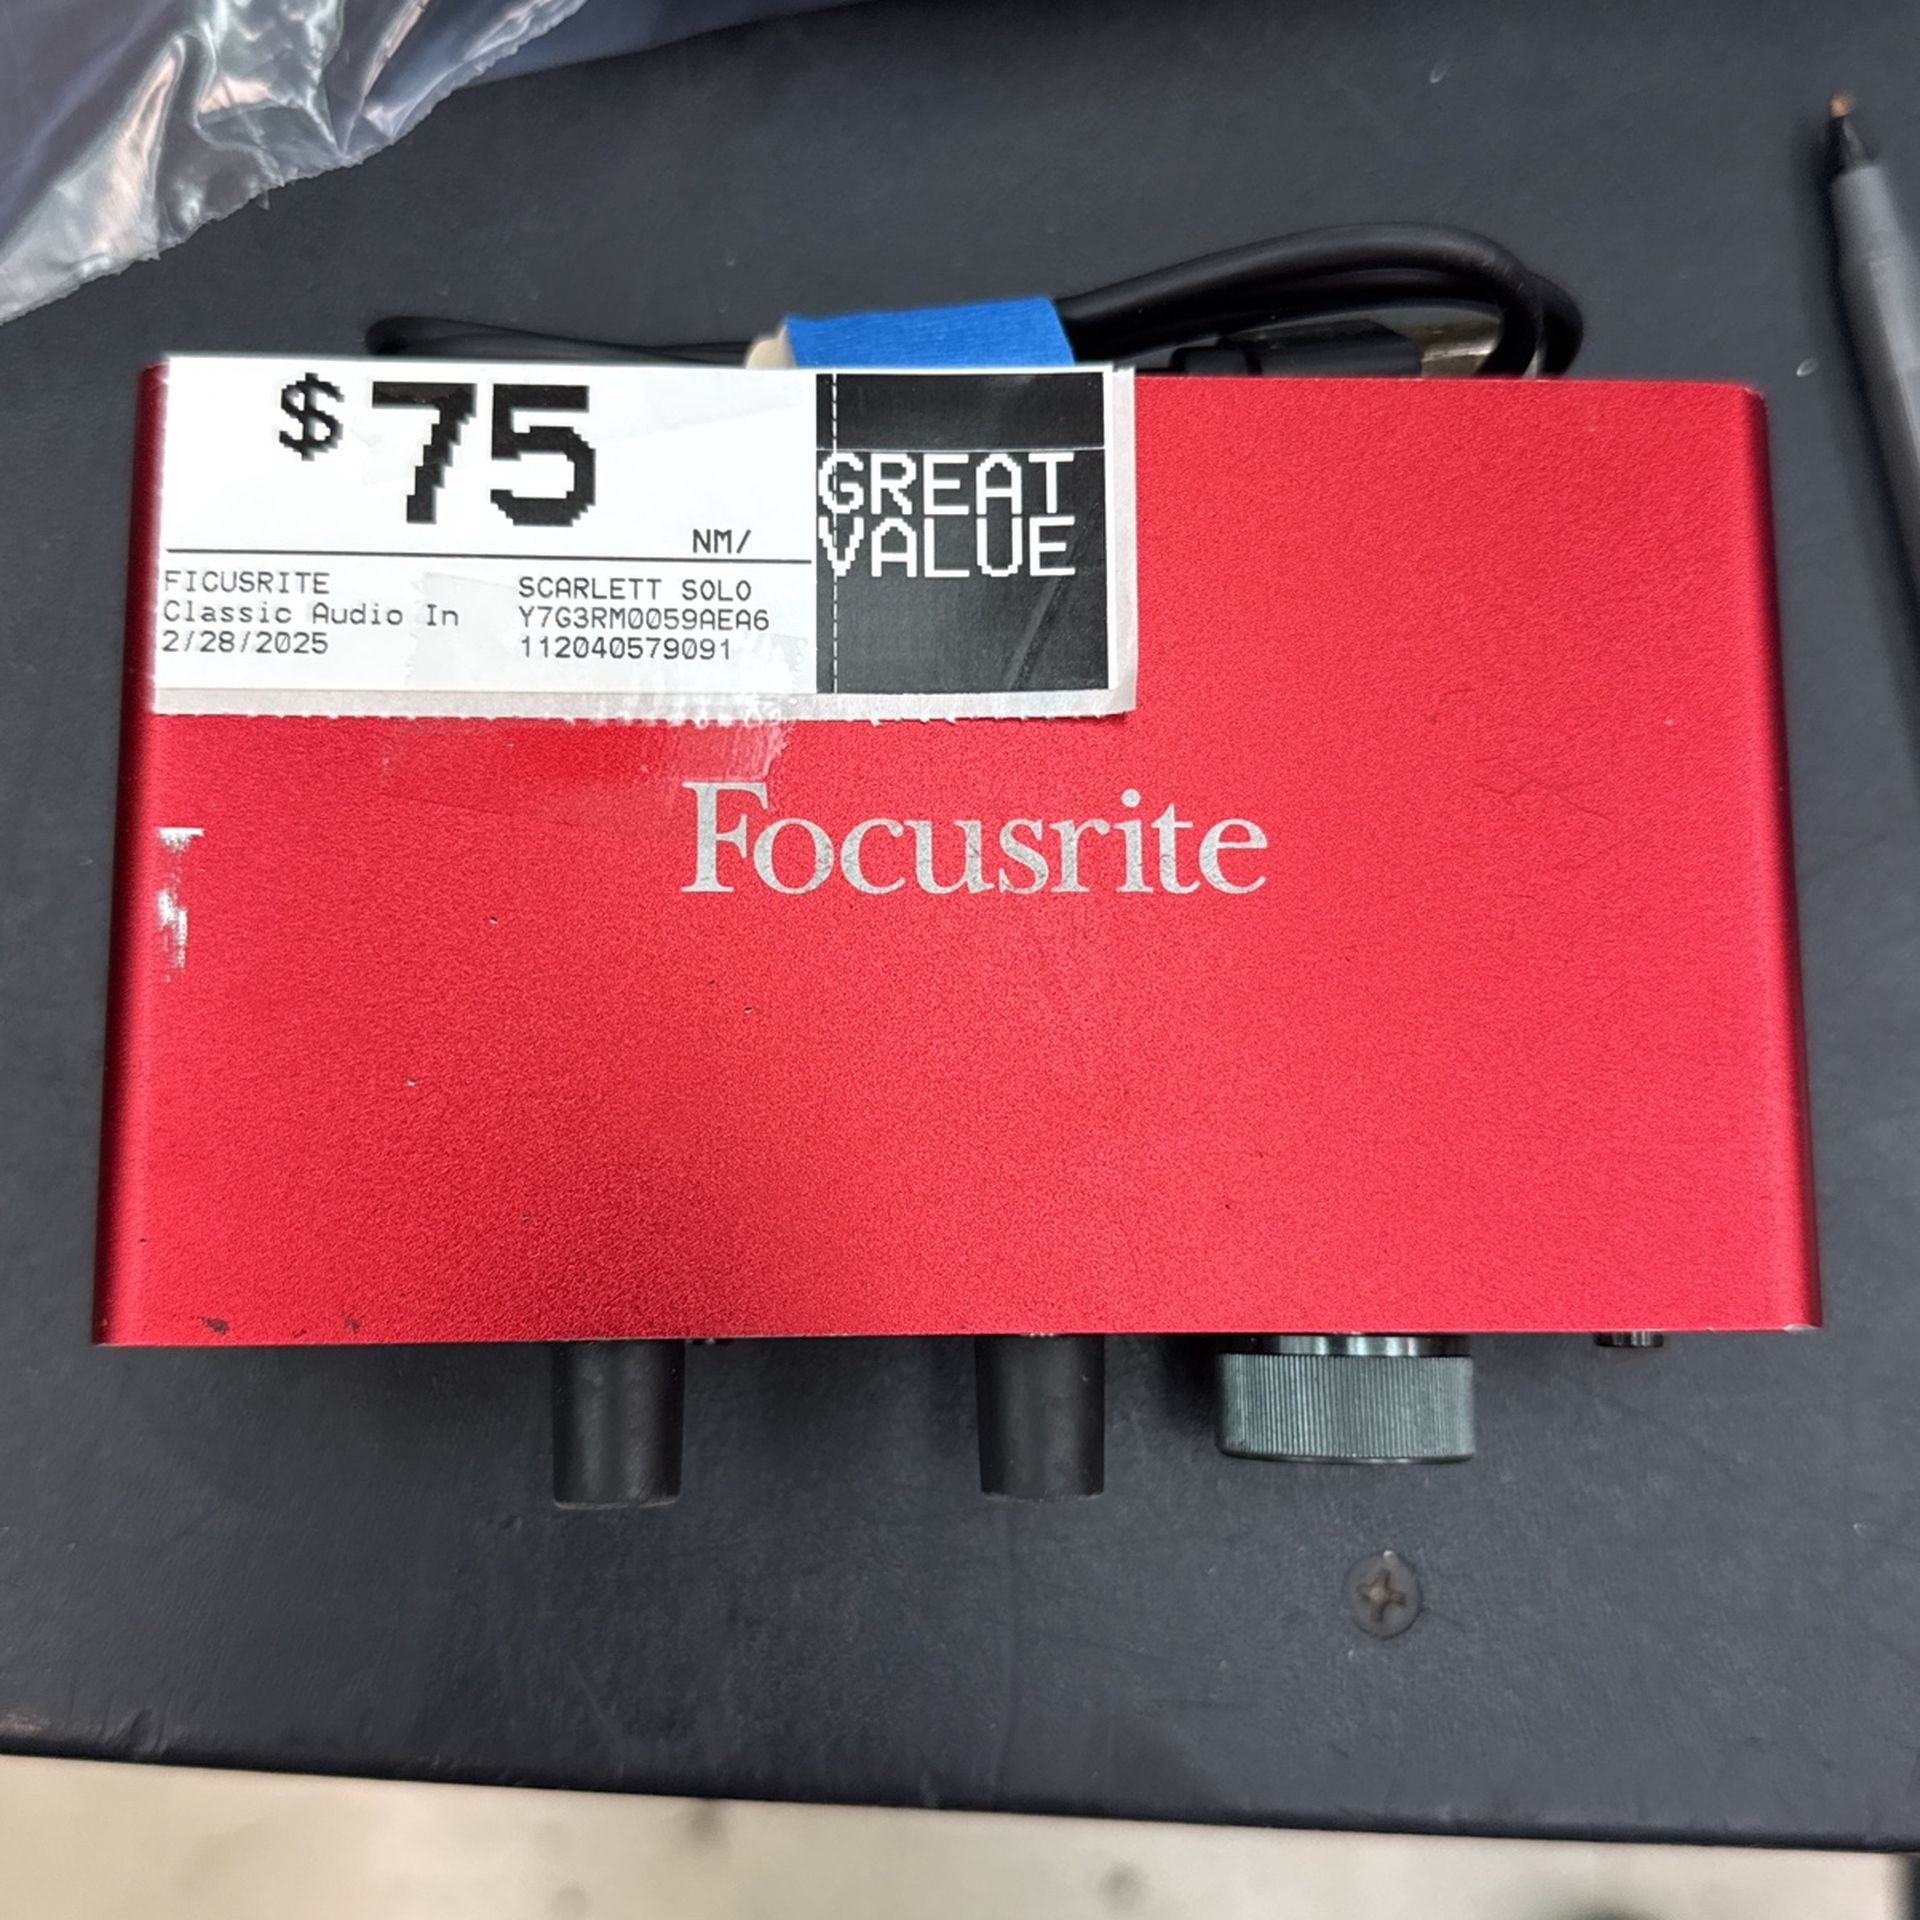 $75
NM/
GREAT
VALUE
FICUSRITE SCARLETT SOLO
Classic Audio In Y7G3RM0059AEA6
2/28/2025 112040579091
Focusrite